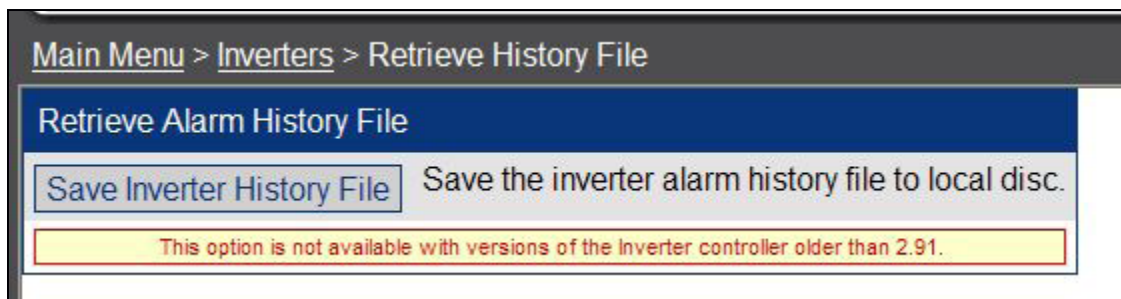 Main Menu > Inverters > Retrieve History File
Retrieve Alarm History File
Save Inverter History File Save the inverter alarm history file to local disc.
This option is not available with versions of the Inverter controller older than 2.91.